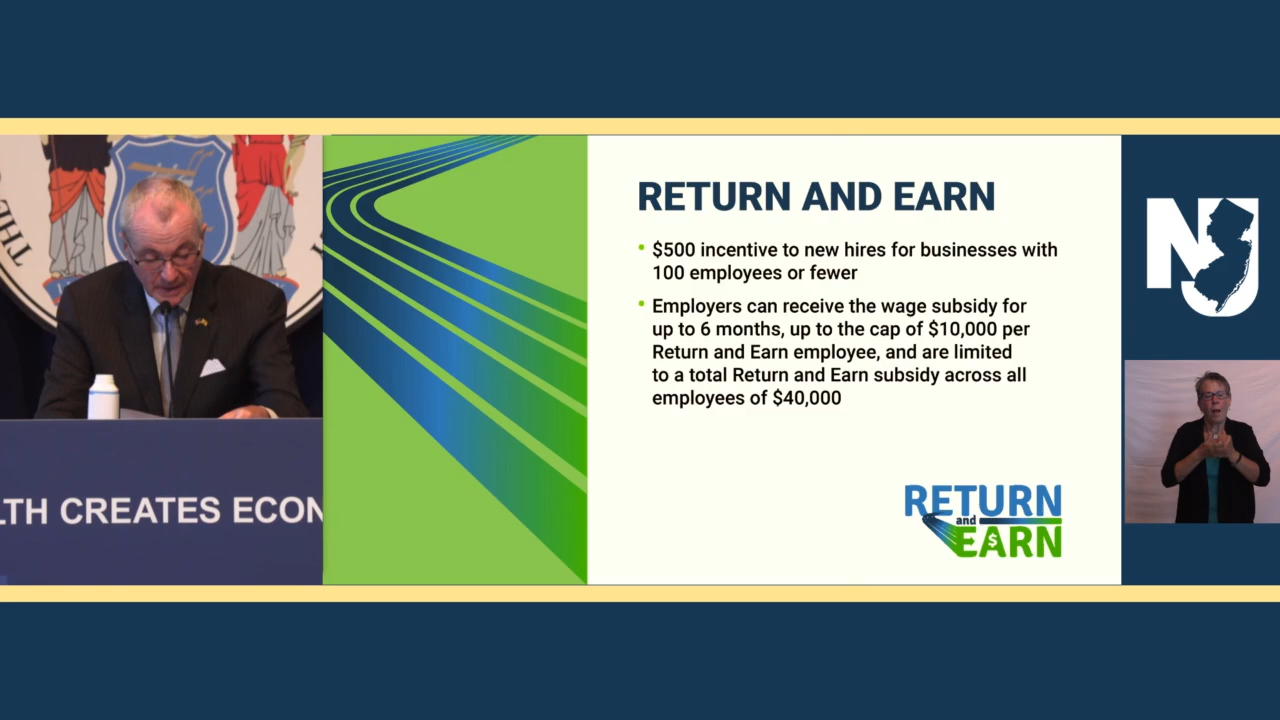 THE
LTH CREATES ECON
RETURN AND EARN
• $500 incentive to new hires for businesses with
100 employees or fewer
• Employers can receive the wage subsidy for
up to 6 months, up to the cap of $10,000 per
Return and Earn employee, and are limited
to a total Return and Earn subsidy across all
employees of $40,000
RETURN
and
EARN
NJ